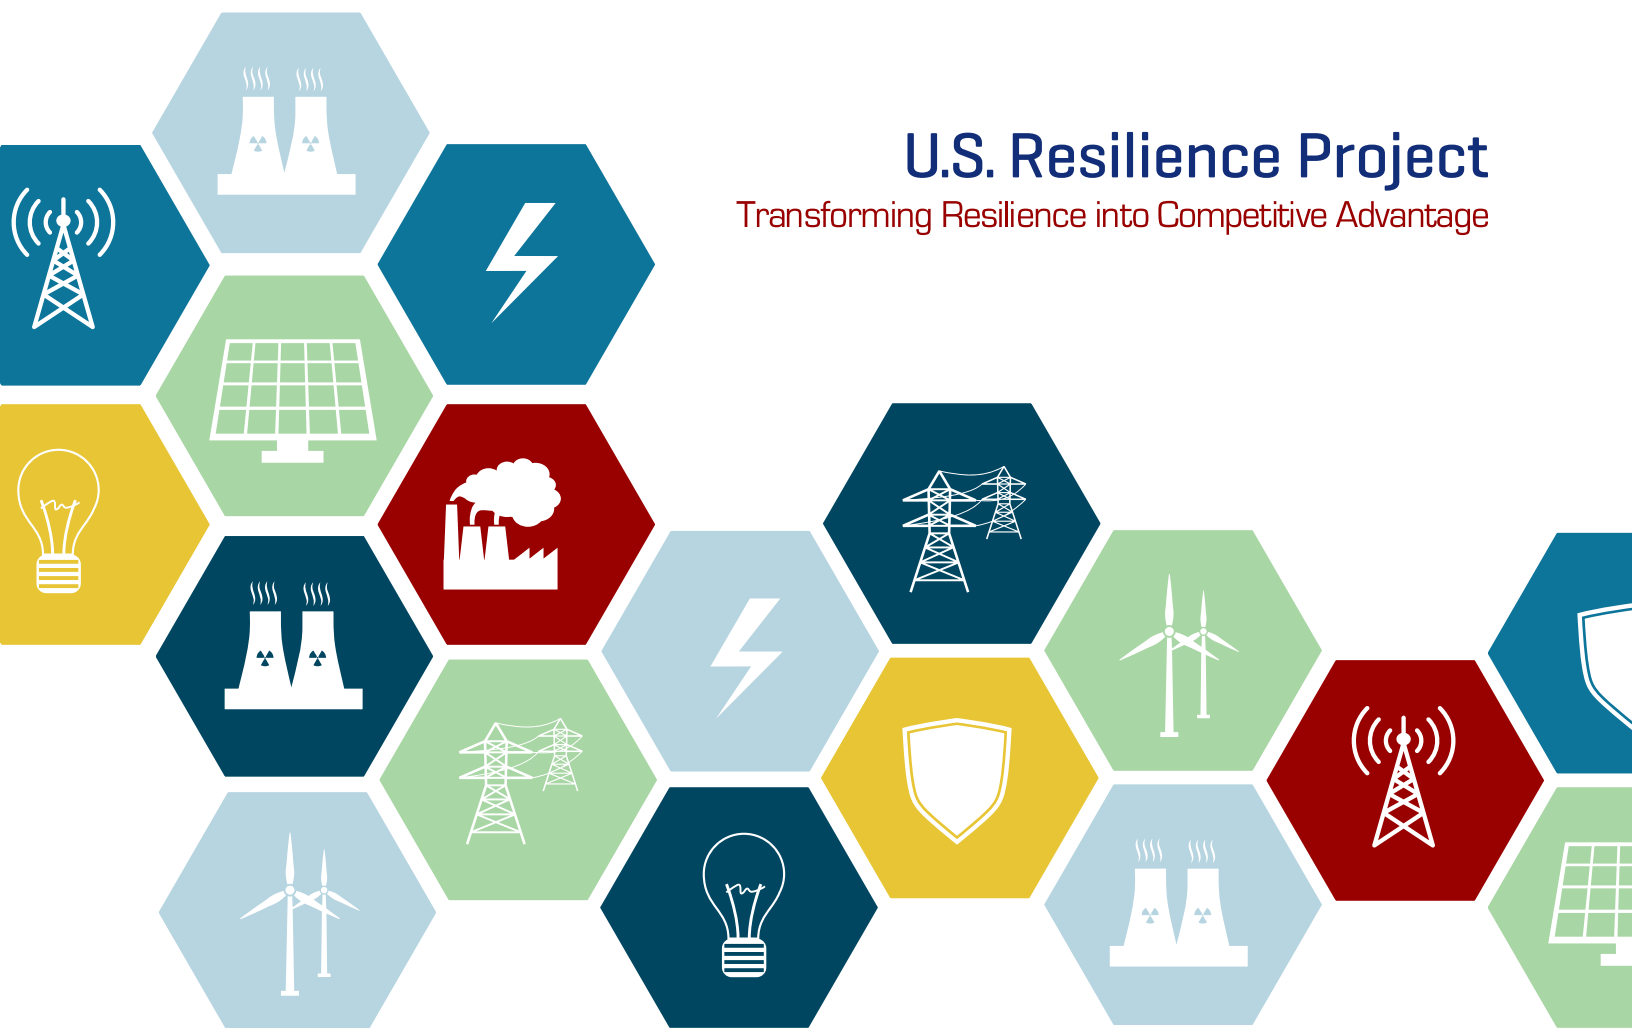 U.S. Resilience Project
Transforming Resilience into Competitive Advantage